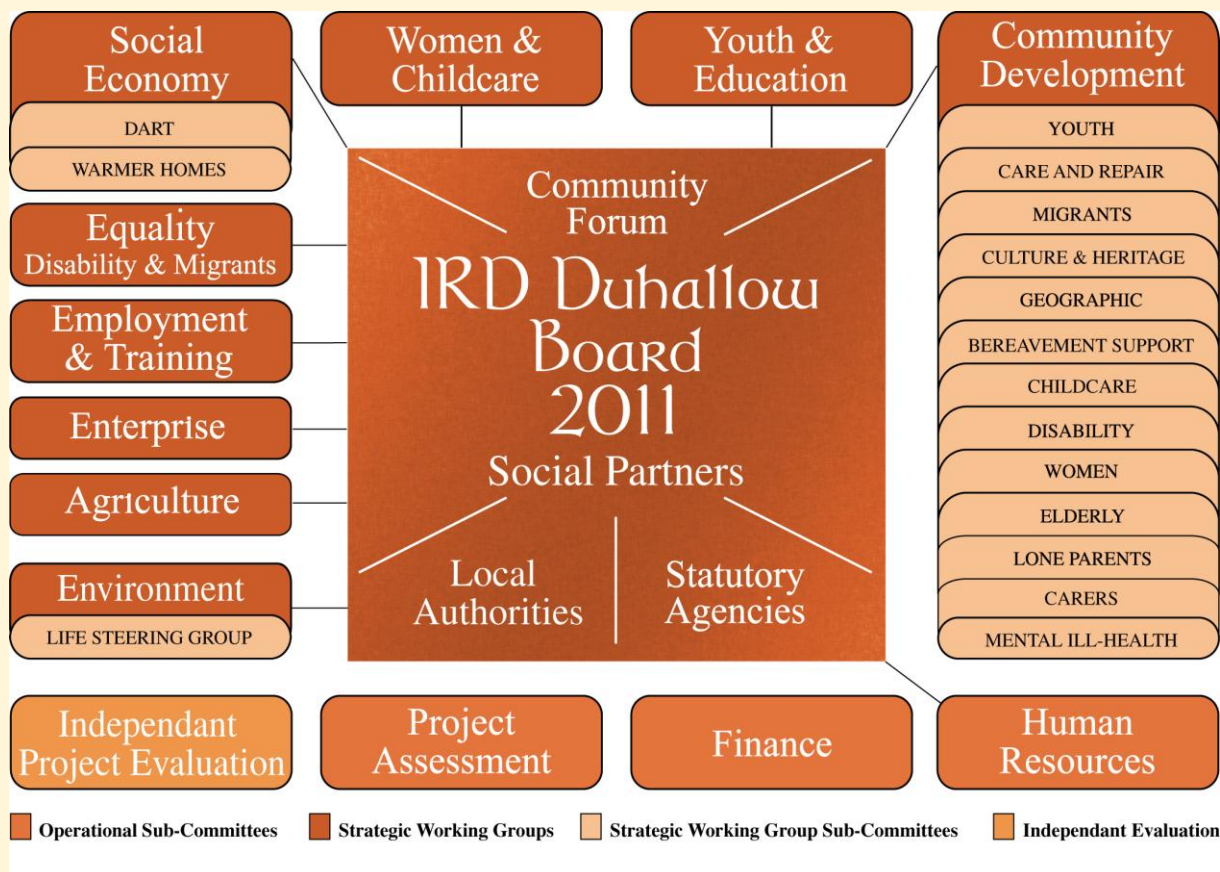 Social
Economy
DART
WARMER HOMES
Women &
Childcare
Youth &
Education
Community
Development
YOUTH
CARE AND REPAIR
MIGRANTS
CULTURE & HERITAGE
GEOGRAPHIC
BEREAVEMENT SUPPORT
CHILDCARE
DISABILITY
WOMEN
ELDERLY
LONE PARENTS
CARERS
MENTAL ILL-HEALTH
Equality
Disability & Migrants
Employment
& Training
Enterprise
Agriculture
Environment
LIFE STEERING GROUP
Community
Forum
IRD Duhallow
Board
2011
Social Partners
Local
Authorities
Statutory
Agencies
Independant
Project Evaluation
Project
Assessment
Finance
Human
Resources
Operational Sub-Committees
Strategic Working Groups
Strategic Working Group Sub-Committees
Independant Evaluation